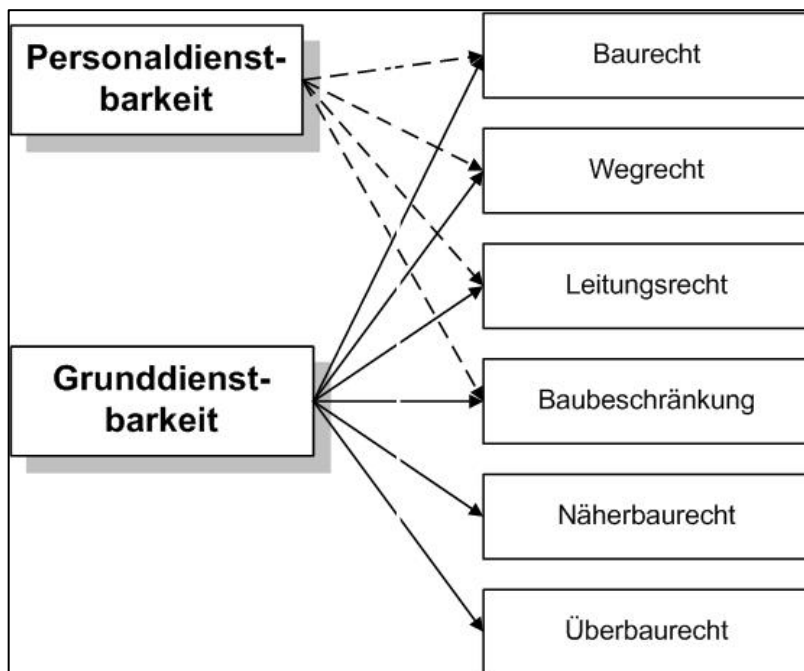 Personaldienst-
barkeit
Baurecht
Wegrecht
Leitungsrecht
Grunddienst-
barkeit
Baubeschränkung
Näherbaurecht
Überbaurecht